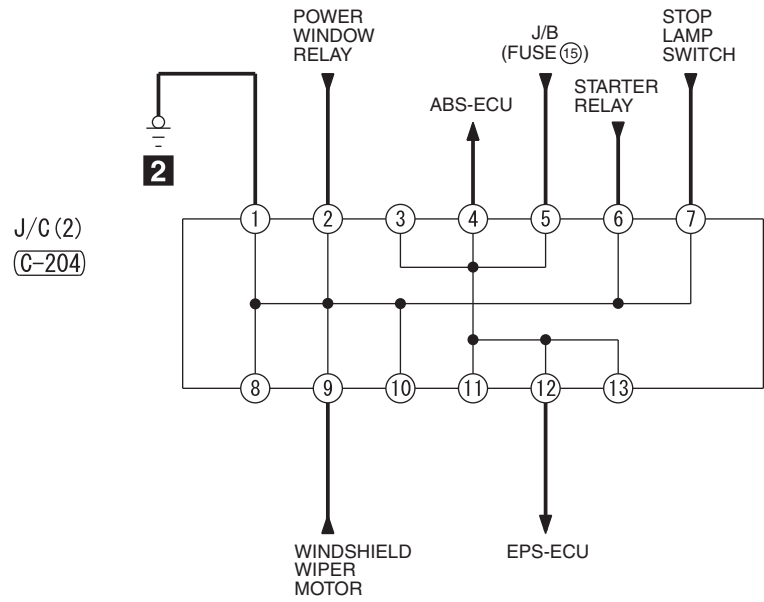 POWER
WINDOW
RELAY
J/B
(FUSE ⑮)
STOP
LAMP
SWITCH
ABS-ECU
STARTER
RELAY
2
1 2 3 4 5 6 7
J/C(2)
C-204
8 9 10 11 12 13
WINDSHIELD
WIPER
MOTOR
EPS-ECU